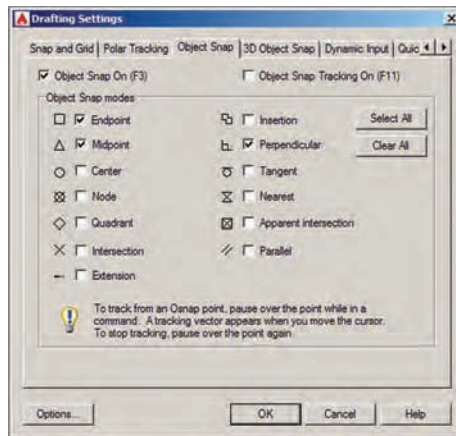 Drafting Settings
Snap and Grid Polar Tracking Object Snap 3D Object Snap Dynamic Input Quic
Object Snap On (F3) Object Snap Tracking On (F11)
Object Snap modes
Endpoint Insertion Select All
Midpoint Perpendicular Clear All
Center Tangent
Node Nearest
Quadrant Apparent intersection
Intersection Parallel
Extension
To track from an Osnap point, pause over the point while in a
command. A tracking vector appears when you move the cursor.
To stop tracking, pause over the point again.
Options... OK Cancel Help